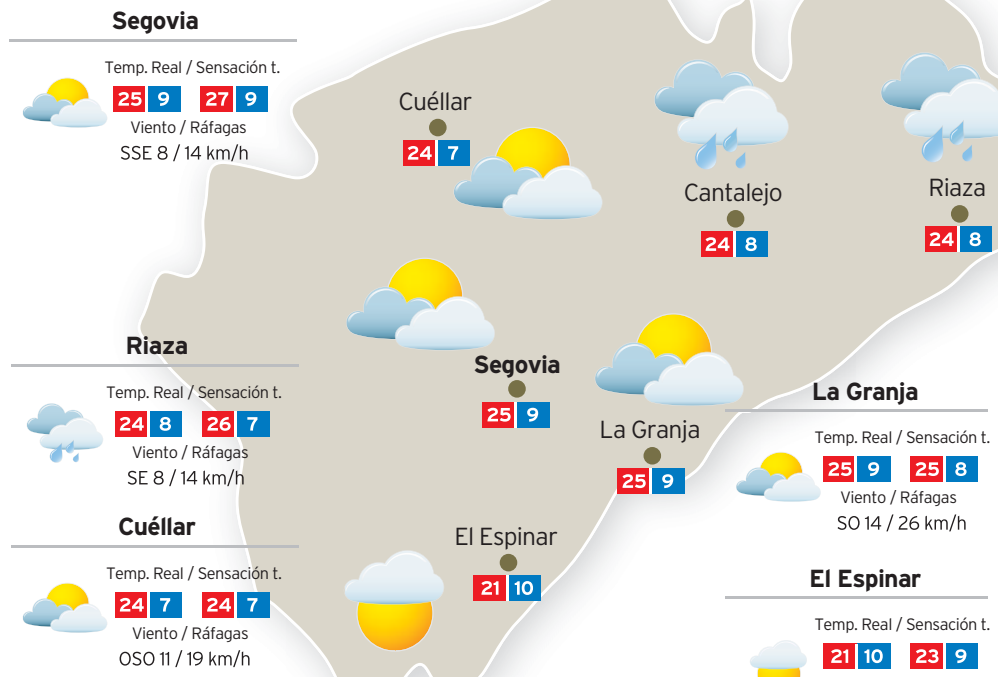 Segovia
Temp. Real / Sensación t.
25 9 27 9
Viento / Ráfagas
SSE 8 / 14 km/h
Riaza
Temp. Real / Sensación t.
24 8 26 7
Viento / Ráfagas
SE 8 / 14 km/h
Cuéllar
Temp. Real / Sensación t.
24 7 24 7
Viento / Ráfagas
OSO 11 / 19 km/h
Cuéllar
24 7
Cantalejo
24 8
Riaza
24 8
Segovia
25 9
La Granja
25 9
El Espinar
21 10
La Granja
Temp. Real / Sensación t.
25 9 25 8
Viento / Ráfagas
SO 14 / 26 km/h
El Espinar
Temp. Real / Sensación t.
21 10 23 9